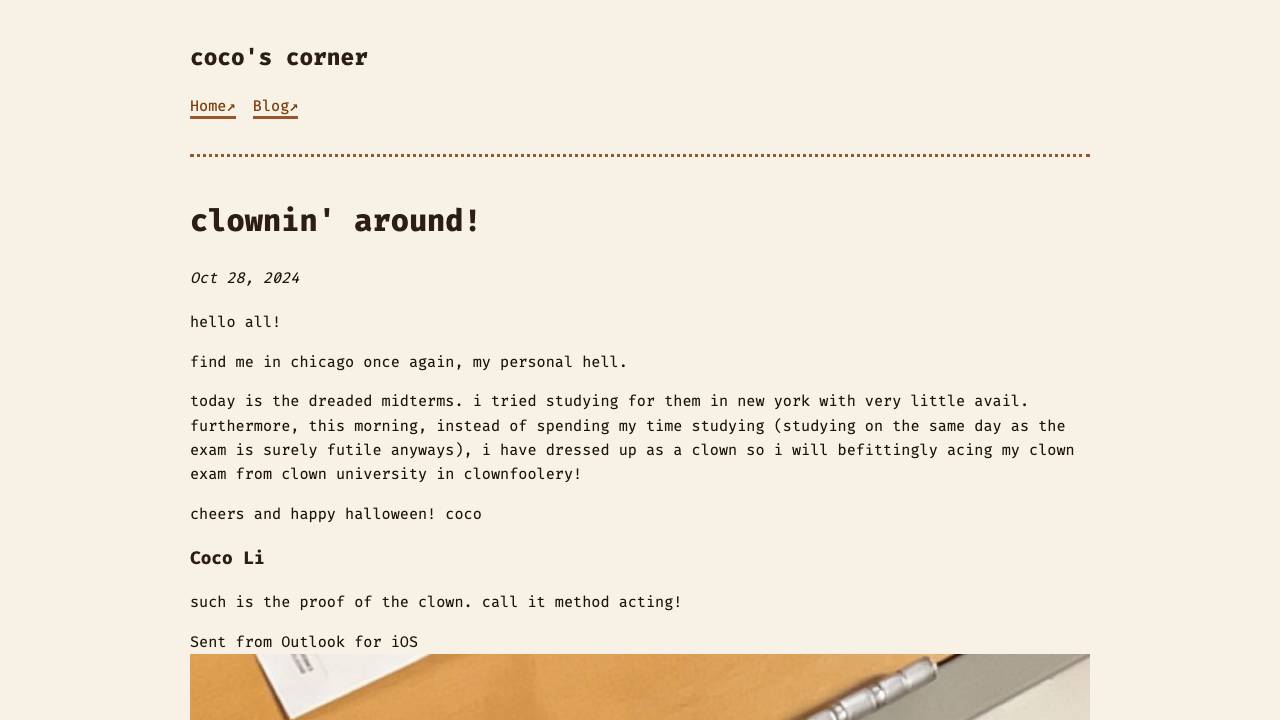 coco's corner
Home↗ Blog↗
clownin' around!
Oct 28, 2024
hello all!
find me in chicago once again, my personal hell.
today is the dreaded midterms. i tried studying for them in new york with very little avail.
furthermore, this morning, instead of spending my time studying (studying on the same day as the
exam is surely futile anyways), i have dressed up as a clown so i will befittingly acing my clown
exam from clown university in clownfoolery!
cheers and happy halloween! coco
Coco Li
such is the proof of the clown. call it method acting!
Sent from Outlook for iOS